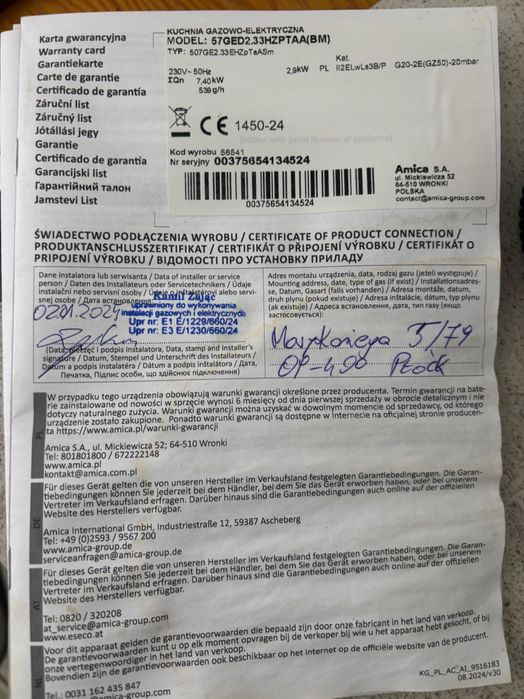 Karta gwarancyjna
Warranty card
Garantiekarte
Carte de garantie
Certificado de garantía
Záruční list
Záručný list
Jótállási jegy
Garantie
Certificado de garantie
Garancijski list
Гарантійний талон
Jamstevi List
KUCHNIA GAZOWO-ELEKTRYCZNA
MODEL: 57GED2.33HZPTAA(BM)
TYP: 507GE2.33EHZpTaASm
Kat.
230V~ 50Hz 2,9kW PL II2ELwLs3B/P G20-2E(GZ50)-20mbar
ΣQn 7,40kW
539g/h
CE 1450-24
Kod wyrobu 56541
Nr seryjny 00375654134524
00375654134524
Amica S.A.
ul. Mickiewicza 52
64-510 WRONKI
POLSKA
contact@amica-group.com
ŚWIADECTWO PODŁĄCZENIA WYROBU / CERTIFICATE OF PRODUCT CONNECTION /
PRODUKTANSCHLUSSZERTIFIKAT / CERTIFIKÁT O PŘIPOJENÍ VÝROBKU / CERTIFIKÁT O
PRIPOJENÍ VÝROBKU / ВІДОМОСТІ ПРО УСТАНОВКУ ПРИЛАДУ
Dane instalatora lub serwisanta / Data of installer or service
person / Daten des Installateurs oder Servicetechnikers / Údaje
instalační nebo servisní osoby / Údaje o inštalatérovi alebo servi-
snej osobe / Дата встановлення
Kamil Zając
uprawniony do wykonywania
instalacji gazowych i elektrycznych
Upr nr: E1 E/1229/660/24
Upr nr: E3 E/1230/660/24
02.01.2024
(Data i podpis instalatora, Data, stamp and installer's
signature / Datum, Stempel und Unterschrift des Installateurs /
Datum a podpis instalatéra / Dátum a podpis inštalatéra / Дата,
Печатка, Підпис особи, що здійснює підключення)
Adres montażu urządzenia, data, rodzaj gazu (jeżeli występuje) /
Mounting address, date, type of gas (if exist) / Installationsadres-
se, Datum, Gasart (falls vorhanden) / Adresa montáže, datum,
druh plynu (pokud existuje) / Adresa inštalácie, dátum, typ plynu
(ak existuje) / Адреса встановлення, дата, тип газу (якщо
застосовується):
5/79
09-400 Płock
W przypadku tego urządzenia obowiązują warunki gwarancji określone przez producenta. Termin gwarancji na bate-
rie zainstalowane od nowości w sprzęcie wynosi 6 miesięcy od dnia pierwszej sprzedaży w obrocie detalicznym i nie
dotyczy naturalnego zużycia. Warunki gwarancji można uzyskać w dowolnym momencie od sprzedawcy, od którego
urządzenie zostało zakupione. Ponadto warunki gwarancji są dostępne w Internecie na oficjalnej stronie producen-
ta https://www.amica.pl/warunki-gwarancji
PL
Amica S.A., ul. Mickiewicza 52; 64-510 Wronki
Tel: 801801800 / 672222148
www.amica.pl
kontakt@amica.com.pl
Für dieses Gerät gelten die von unseren Hersteller im Verkaufsland festgelegten Garantiebedingungen. Die Garan-
tiebedingungen können Sie jederzeit bei dem Händler, bei dem Sie das Gerät erworben haben, oder bei unserem
Vertreter im Verkaufsland erfragen. Darüber hinaus sind die Garantiebedingungen auch online auf der offiziellen
Website des Herstellers verfügbar.
DE
Amica International GmbH, Industriestraße 12, 59387 Ascheberg
Tel: +49 (0)2593 / 9567 200
www.amica-group.de
serviceanfragen@amica-group.de
Für dieses Gerät gelten die von unseren Hersteller im Verkaufsland festgelegten Garantiebedingungen. Die Garan-
tiebedingungen können Sie jederzeit bei dem Händler, bei dem Sie das Gerät erworben haben, oder bei unserem
Vertreter im Verkaufsland erfragen. Darüber hinaus sind die Garantiebedingungen auch online auf der offiziellen
Website des Herstellers verfügbar.
AT
Tel: 0820 / 320208
at_service@amica-group.com
www.eseco.at
Voor dit apparaat gelden de garantievoorwaarden die bepaald zijn door onze fabrikant in het land van verkoop.
De garantievoorwaarden kunt u op elk moment opvragen bij de verkoper bij wie u het apparaat hebt gekocht, of bij
onze vertegenwoordiger in het land van verkoop.
Bovendien zijn de garantievoorwaarden ook beschikbaar op het internet op de officiële website van de producent.
NL
Tel.: 0031 162 435 847
@amica-group.com
KG_PL_AC_AI_9516183
08.2024/v30